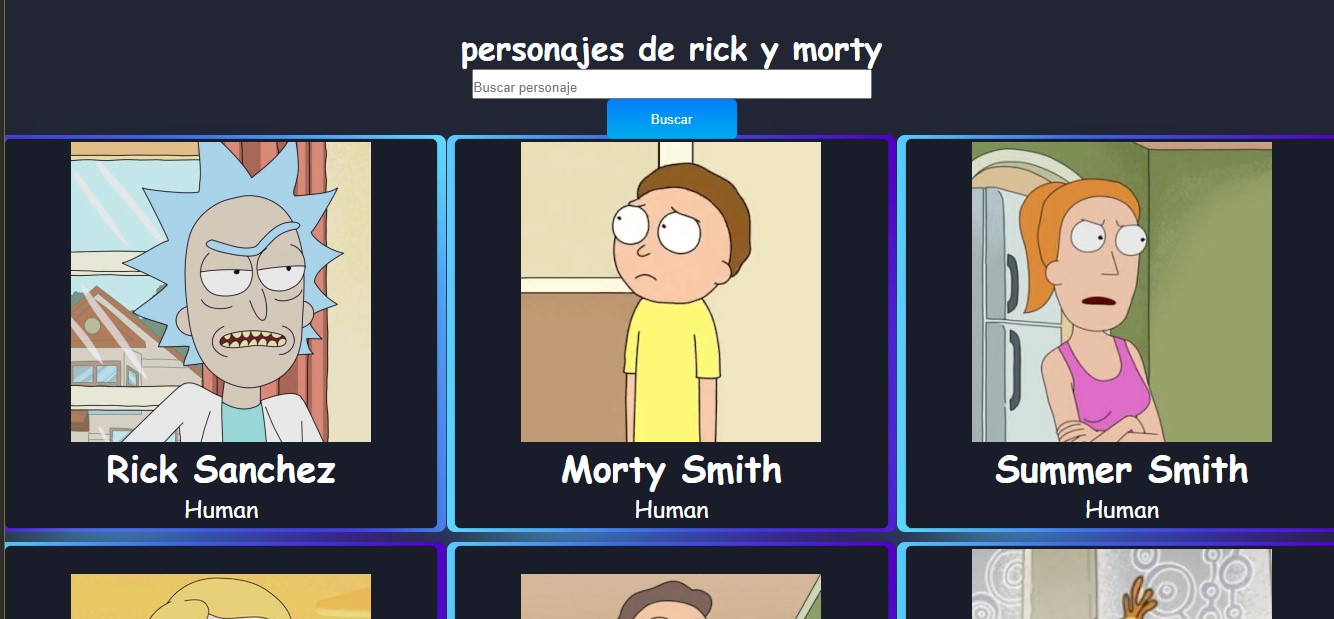 personajes de rick y morty
Buscar personaje
Buscar
Rick Sanchez
Morty Smith
Summer Smith
Human
Human
Human